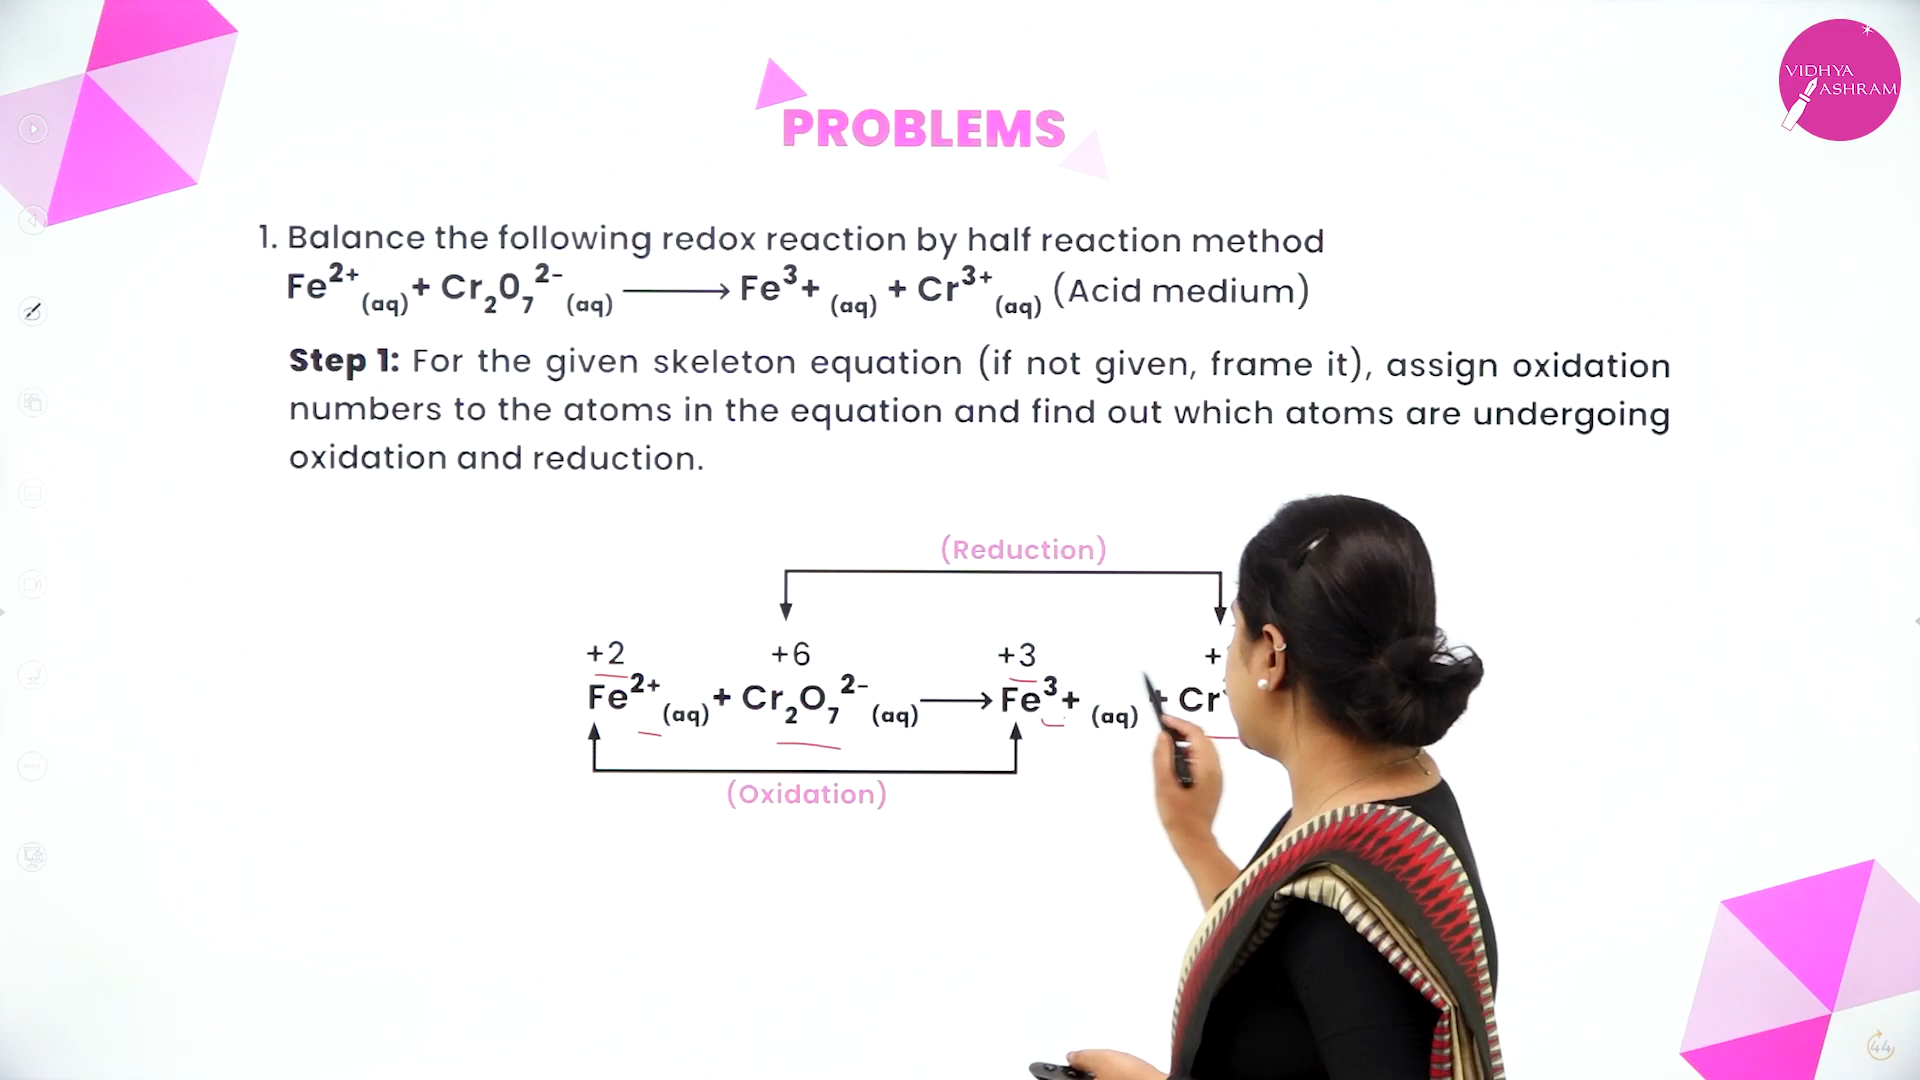 VIDHYA
ASHRAM
PROBLEMS
1. Balance the following redox reaction by half reaction method
Fe²⁺(aq) + Cr₂0₇²⁻(aq) ⟶ Fe³+ (aq) + Cr³⁺(aq) (Acid medium)
Step 1: For the given skeleton equation (if not given, frame it), assign oxidation
numbers to the atoms in the equation and find out which atoms are undergoing
oxidation and reduction.
(Reduction)
+2 +6 +3 +
Fe²⁺(aq) + Cr₂O₇²⁻(aq) ⟶ Fe³+ (aq) + Cr
(Oxidation)
44